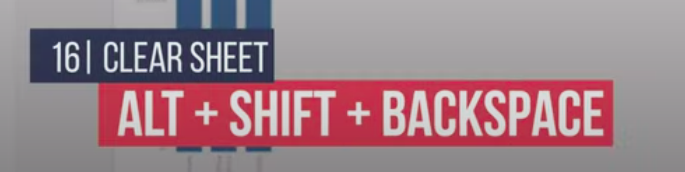 16| CLEAR SHEET
ALT + SHIFT + BACKSPACE